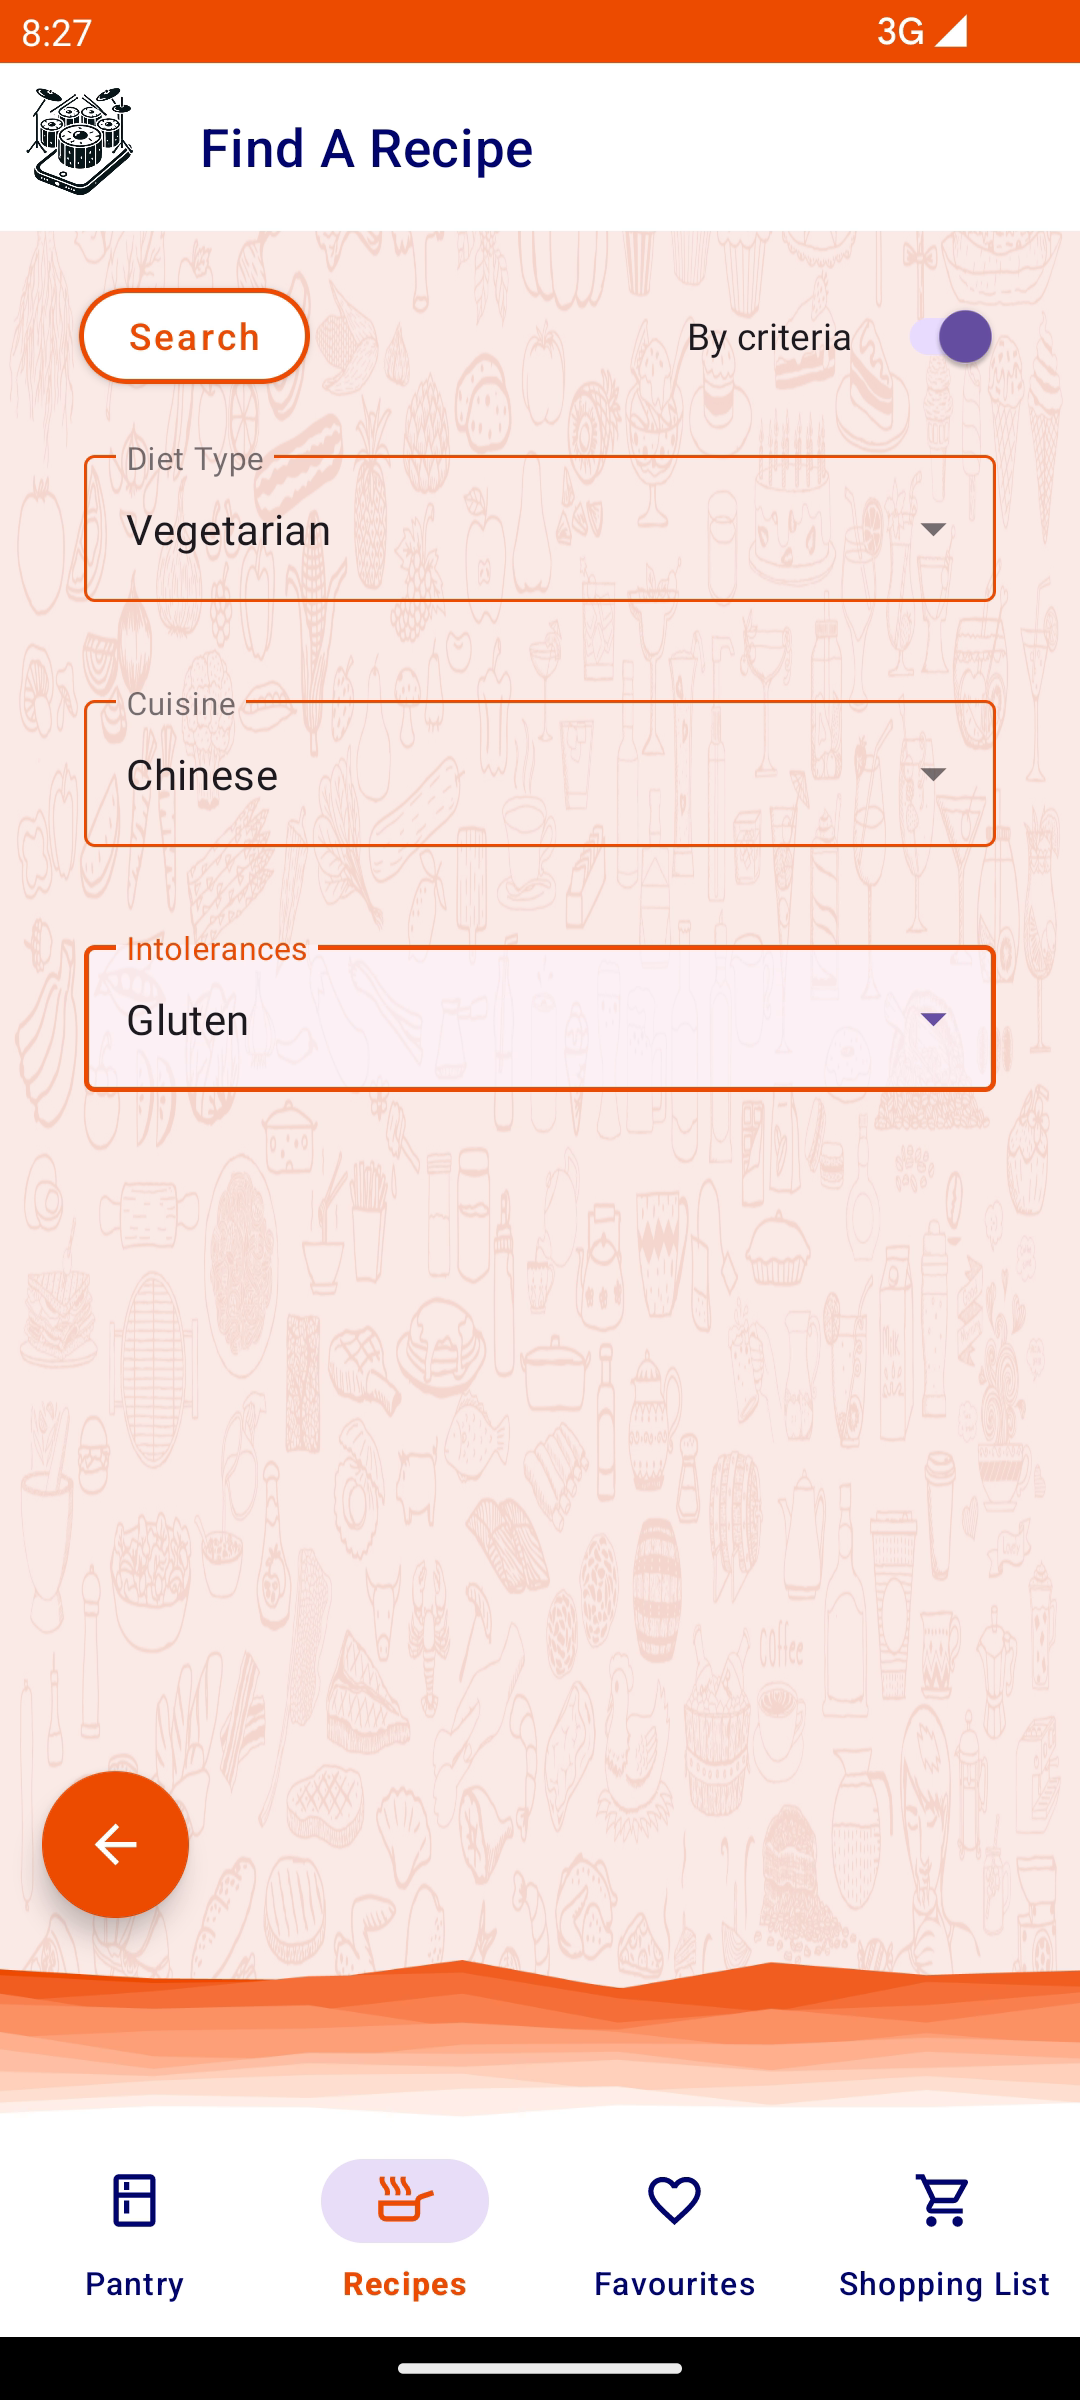 8:27
3G
Find A Recipe
Search
By criteria
Diet Type
Vegetarian
Cuisine
Chinese
Intolerances
Gluten
coffee
Pantry
Recipes
Favourites
Shopping List